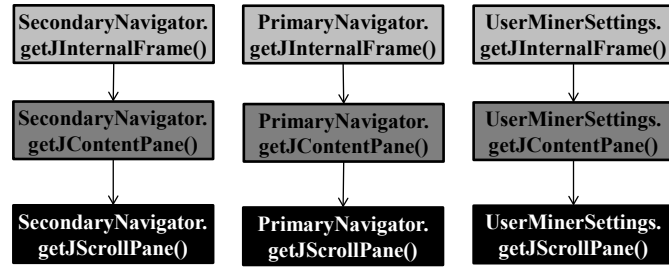 SecondaryNavigator.
getJInternalFrame()
PrimaryNavigator.
getJInternalFrame()
UserMinerSettings.
getJInternalFrame()
SecondaryNavigator.
getJContentPane()
PrimaryNavigator.
getJContentPane()
UserMinerSettings.
getJContentPane()
SecondaryNavigator.
getJScrollPane()
PrimaryNavigator.
getJScrollPane()
UserMinerSettings.
getJScrollPane()